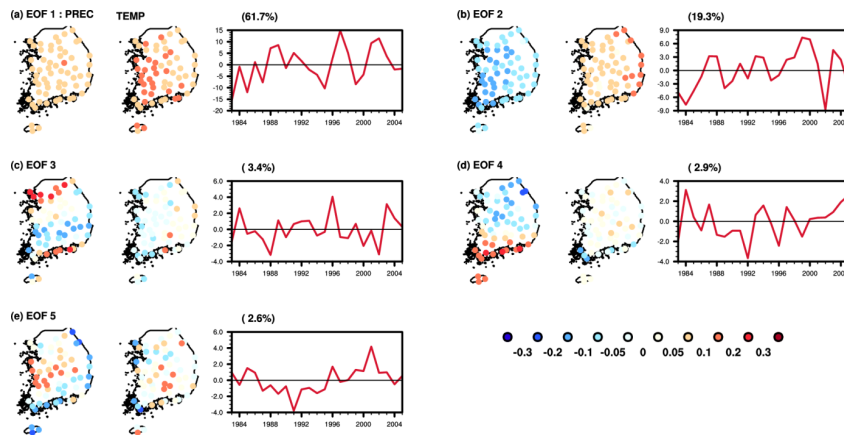 (a) EOF 1 : PREC TEMP (61.7%)
15
10
5
0
-5
-10
-15
-20
1984 1988 1992 1996 2000 2004
(b) EOF 2 (19.3%)
9.0
6.0
3.0
0.0
-3.0
-6.0
-9.0
1984 1988 1992 1996 2000 2004
(c) EOF 3 ( 3.4%)
6.0
4.0
2.0
0.0
-2.0
-4.0
1984 1988 1992 1996 2000 2004
(d) EOF 4 ( 2.9%)
4.0
2.0
0.0
-2.0
-4.0
1984 1988 1992 1996 2000 2004
(e) EOF 5 ( 2.6%)
6.0
4.0
2.0
0.0
-2.0
-4.0
1984 1988 1992 1996 2000 2004
-0.3 -0.2 -0.1 -0.05 0 0.05 0.1 0.2 0.3